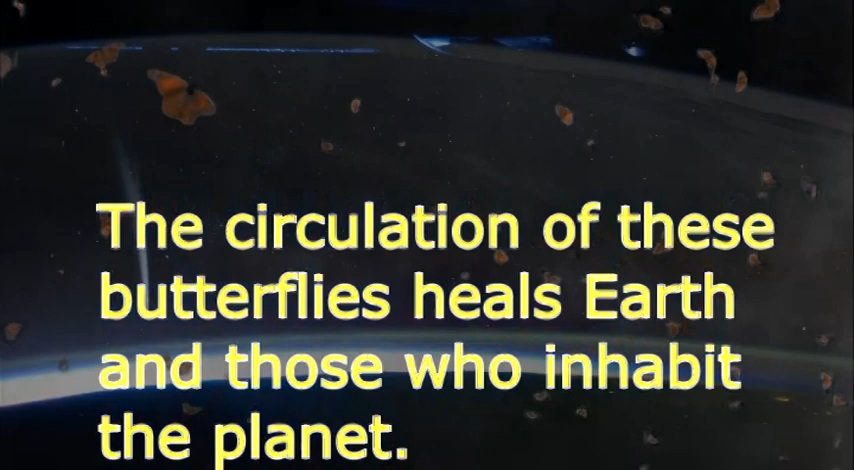 The circulation of these
butterflies heals Earth
and those who inhabit
the planet.